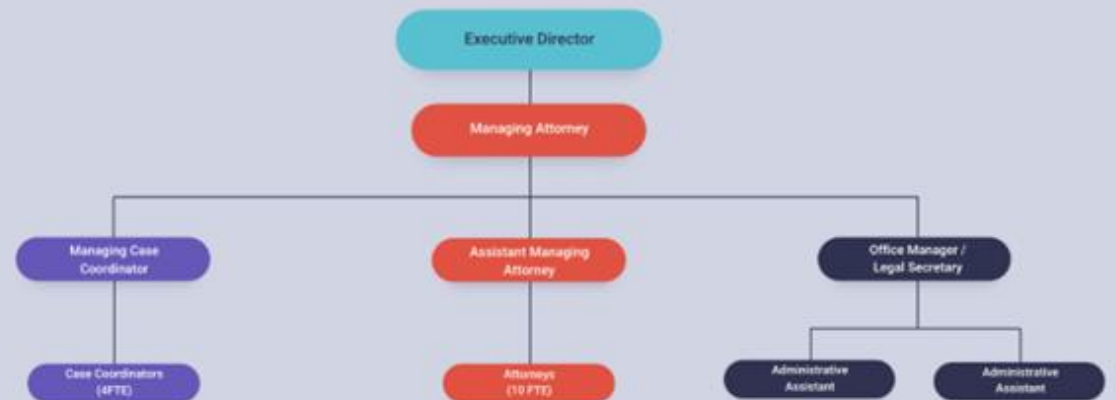 Executive Director
Managing Attorney
Managing Case
Coordinator
Assistant Managing
Attorney
Office Manager /
Legal Secretary
Case Coordinators
(4FTE)
Attorneys
(10 FTE)
Administrative
Assistant
Administrative
Assistant